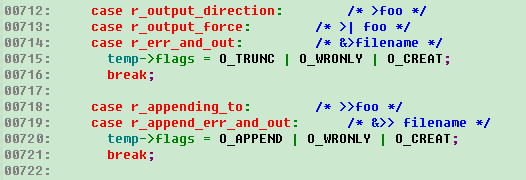 00712:     case r_output_direction:         /* >foo */
00713:     case r_output_force:         /* >| foo */
00714:     case r_err_and_out:          /* &>filename */
00715:       temp->flags = O_TRUNC | O_WRONLY | O_CREAT;
00716:       break;
00717:
00718:     case r_appending_to:         /* >>foo */
00719:     case r_append_err_and_out:       /* &>> filename */
00720:       temp->flags = O_APPEND | O_WRONLY | O_CREAT;
00721:       break;
00722: